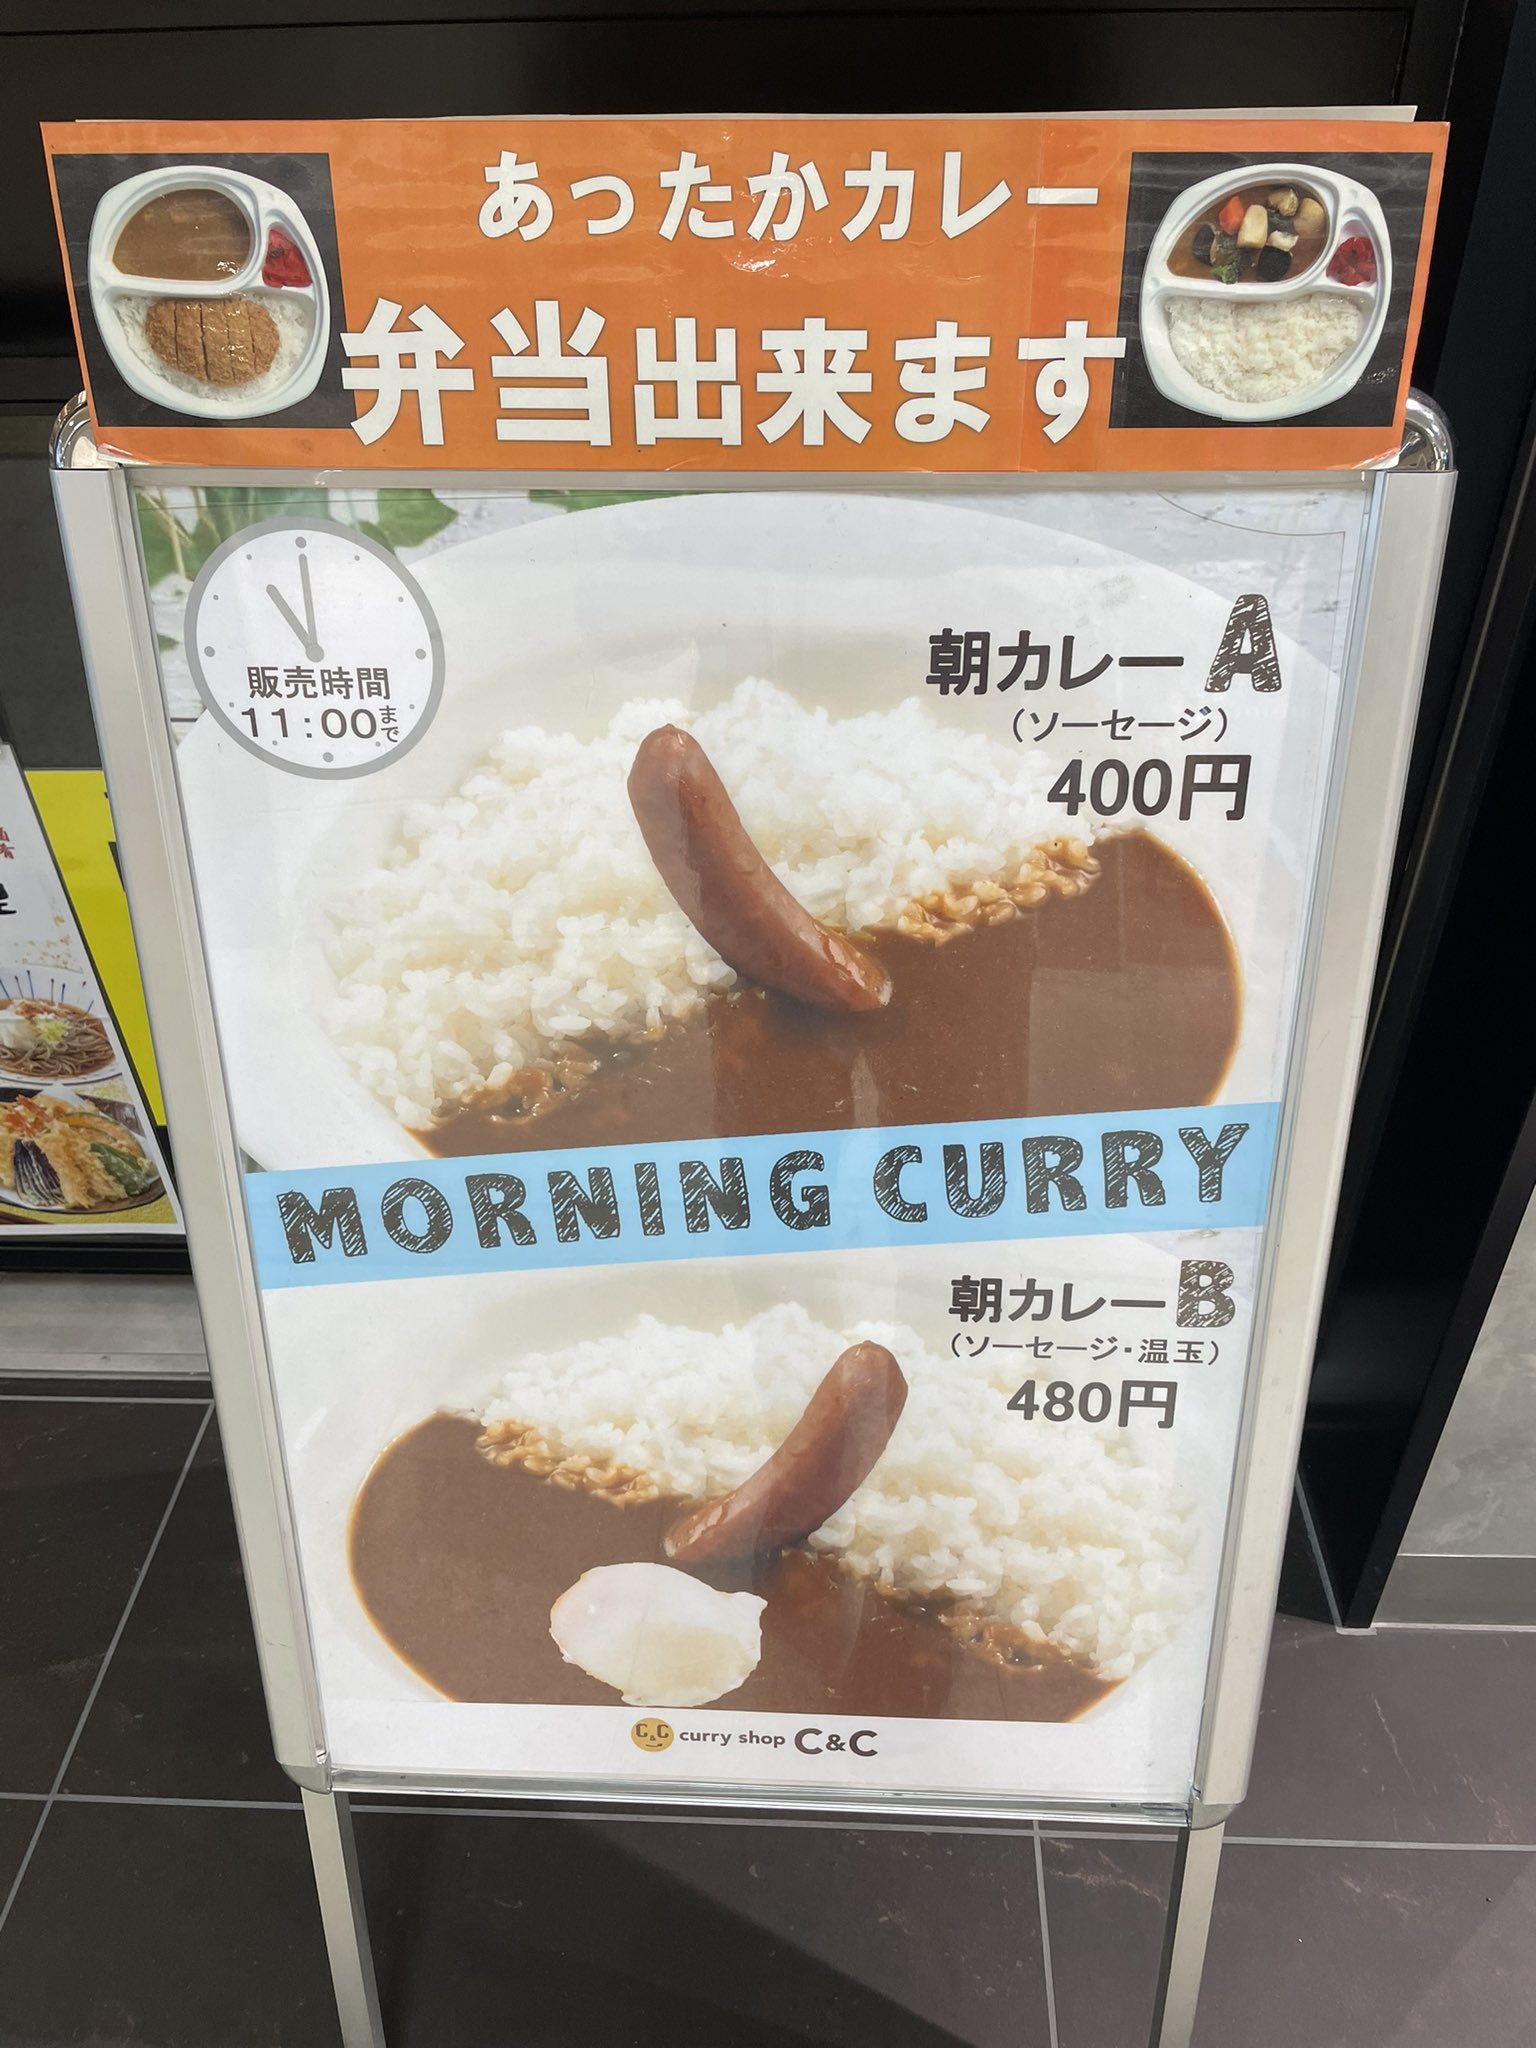 あったかカレー
弁当出来ます
販売時間
11:00まで
朝カレーA
(ソーセージ)
400円
MORNING CURRY
朝カレーB
(ソーセージ・温玉)
480円
C&C curry shop C&C